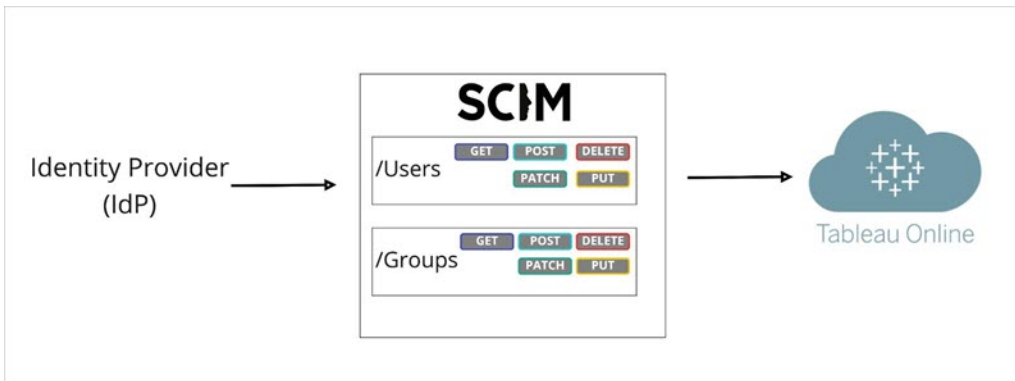 Identity Provider
(IdP)
SCIM
/Users
GET POST DELETE
PATCH PUT
/Groups
GET POST DELETE
PATCH PUT
Tableau Online